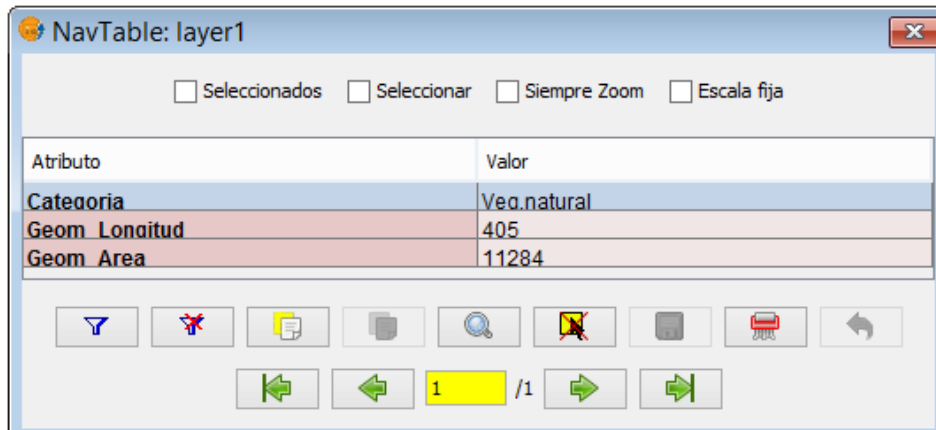 NavTable: layer1
Seleccionados Seleccionar Siempre Zoom Escala fija
Atributo Valor
Categoria Veg.natural
Geom_Longitud 405
Geom_Area 11284
1 /1